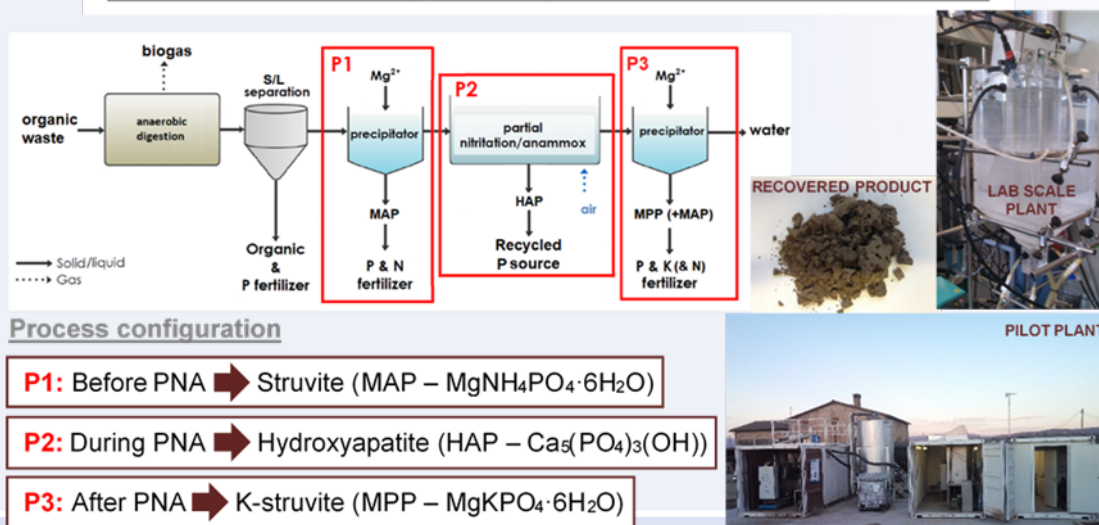 biogas
organic
waste
anaerobic
digestion
S/L
separation
Organic
&
P fertilizer
P1
Mg²⁺
precipitator
MAP
P & N
fertilizer
P2
partial
nitritation/anammox
HAP
air
Recycled
P source
P3
Mg²⁺
precipitator
water
MPP (+MAP)
P & K (& N)
fertilizer
Solid/liquid
Gas
RECOVERED PRODUCT
LAB SCALE
PLANT
Process configuration
PILOT PLANT
P1: Before PNA Struvite (MAP – MgNH₄PO₄·6H₂O)
P2: During PNA Hydroxyapatite (HAP – Ca₅(PO₄)₃(OH))
P3: After PNA K-struvite (MPP – MgKPO₄·6H₂O)